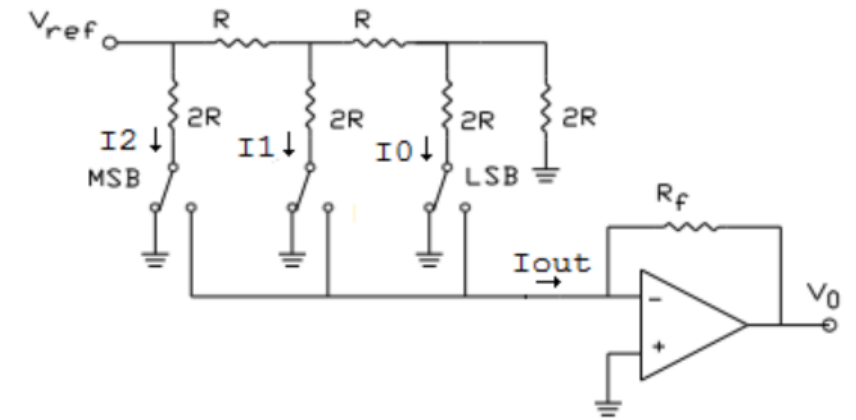 Vref
R
R
2R
2R
2R
2R
I2
I1
I0
MSB
LSB
Rf
Iout
V0
-
+